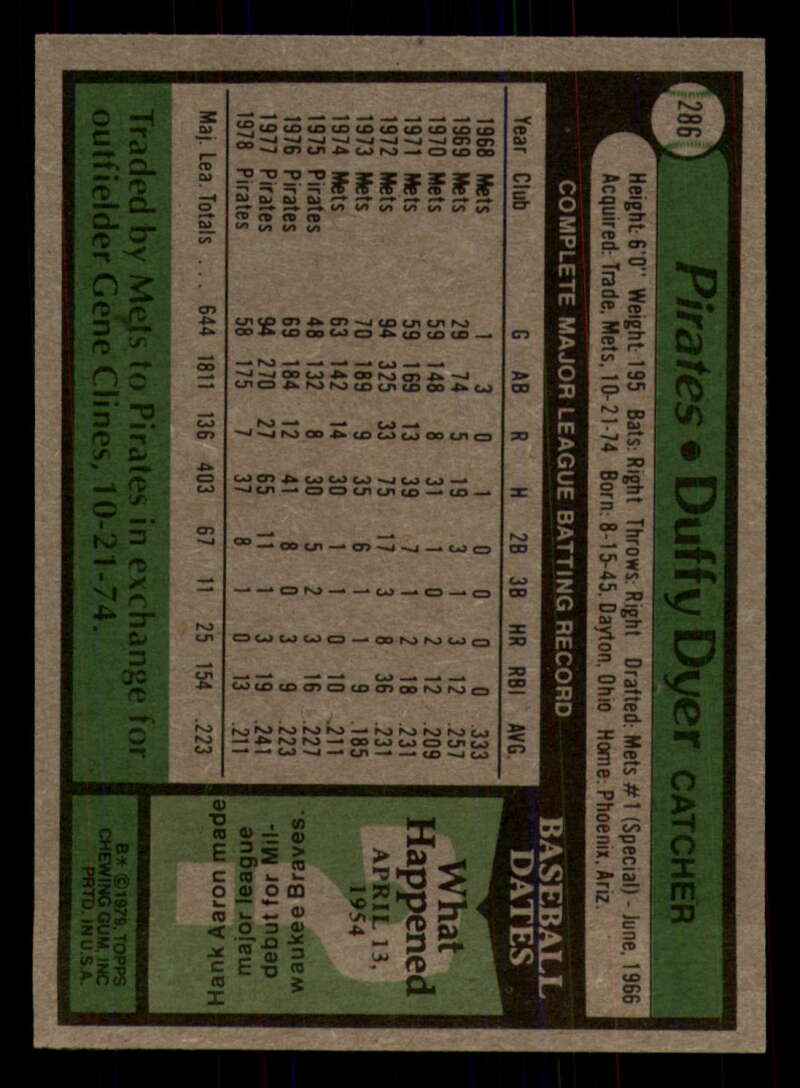 286
Pirates • Duffy Dyer CATCHER
Height: 6'0" Weight: 195 Bats: Right Throws: Right Drafted: Mets #1 (Special) - June, 1966
Acquired: Trade, Mets, 10-21-74 Born: 8-15-45, Dayton, Ohio Home: Phoenix, Ariz.
COMPLETE MAJOR LEAGUE BATTING RECORD
Year Club G AB R H 2B 3B HR RBI AVG.
1968 Mets 1 3 0 1 0 0 0 0 .333
1969 Mets 29 74 5 19 3 1 3 12 .257
1970 Mets 59 148 8 31 1 0 2 12 .209
1971 Mets 59 169 13 39 7 1 2 18 .231
1972 Mets 94 325 33 75 17 3 8 36 .231
1973 Mets 70 189 9 35 6 1 1 9 .185
1974 Mets 63 142 14 30 1 1 0 10 .211
1975 Pirates 48 132 8 30 5 2 3 16 .227
1976 Pirates 69 184 12 41 8 0 3 9 .223
1977 Pirates 94 270 27 65 11 1 3 19 .241
1978 Pirates 58 175 7 37 8 1 0 13 .211
Maj. Lea. Totals . . . 644 1811 136 403 67 11 25 154 .223
Traded by Mets to Pirates in exchange for
outfielder Gene Clines, 10-21-74.
BASEBALL
DATES
What
Happened
APRIL 13,
1954
Hank Aaron made
major league
debut for Mil-
waukee Braves.
B* ©1979, TOPPS
CHEWING GUM, INC
PRTD. IN U.S.A.